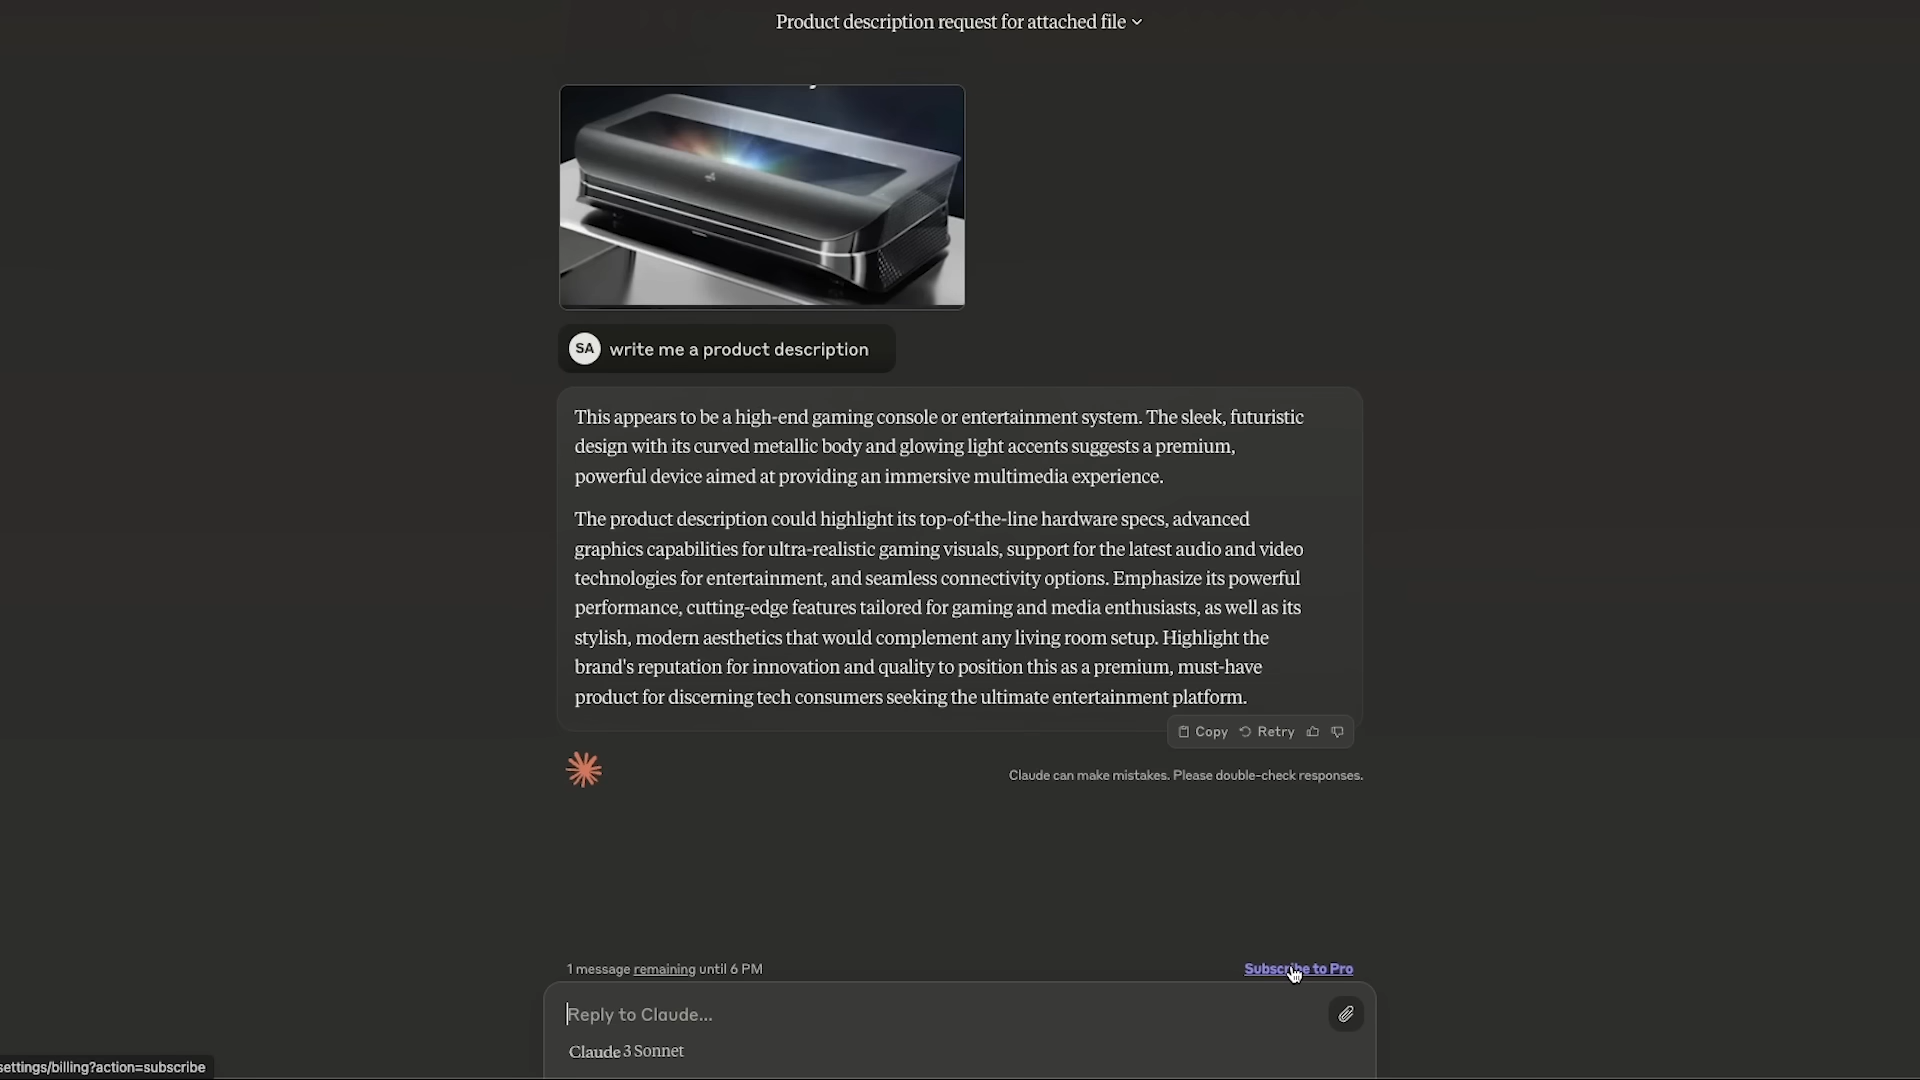 Product description request for attached file
SA write me a product description
This appears to be a high-end gaming console or entertainment system. The sleek, futuristic
design with its curved metallic body and glowing light accents suggests a premium,
powerful device aimed at providing an immersive multimedia experience.
The product description could highlight its top-of-the-line hardware specs, advanced
graphics capabilities for ultra-realistic gaming visuals, support for the latest audio and video
technologies for entertainment, and seamless connectivity options. Emphasize its powerful
performance, cutting-edge features tailored for gaming and media enthusiasts, as well as its
stylish, modern aesthetics that would complement any living room setup. Highlight the
brand's reputation for innovation and quality to position this as a premium, must-have
product for discerning tech consumers seeking the ultimate entertainment platform.
Copy Retry
Claude can make mistakes. Please double-check responses.
1 message remaining until 6 PM
Subscribe to Pro
Reply to Claude...
Claude 3 Sonnet
settings/billing?action=subscribe